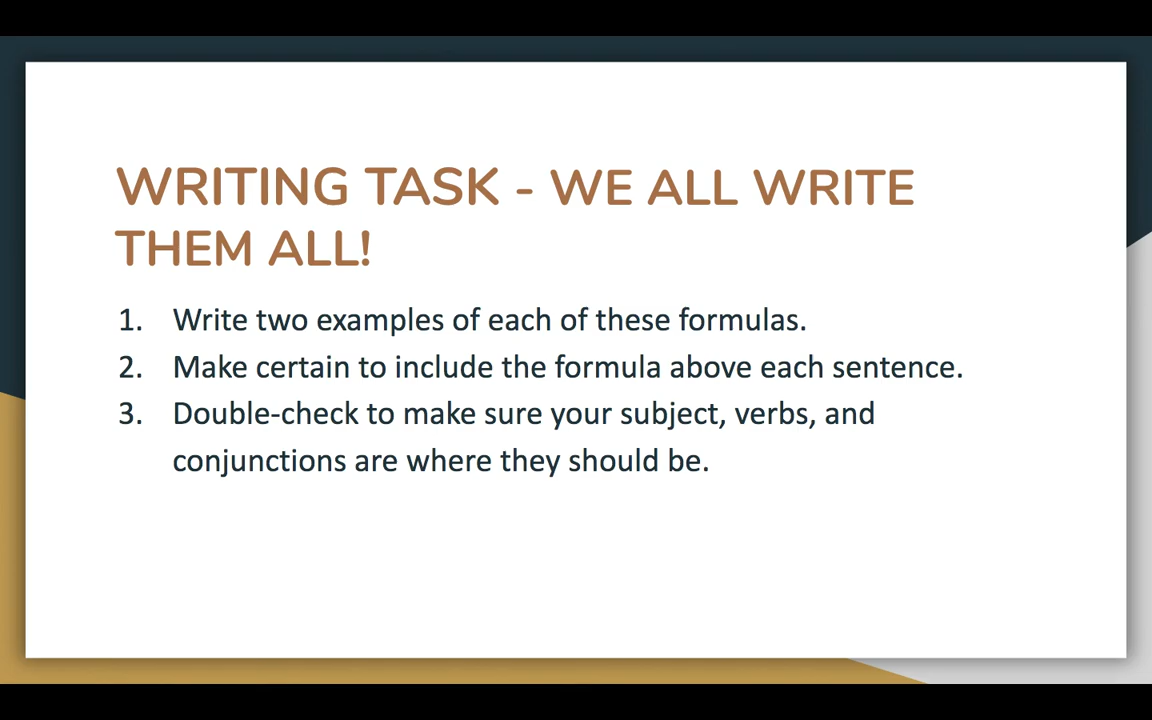 WRITING TASK - WE ALL WRITE
THEM ALL!
1. Write two examples of each of these formulas.
2. Make certain to include the formula above each sentence.
3. Double-check to make sure your subject, verbs, and
conjunctions are where they should be.